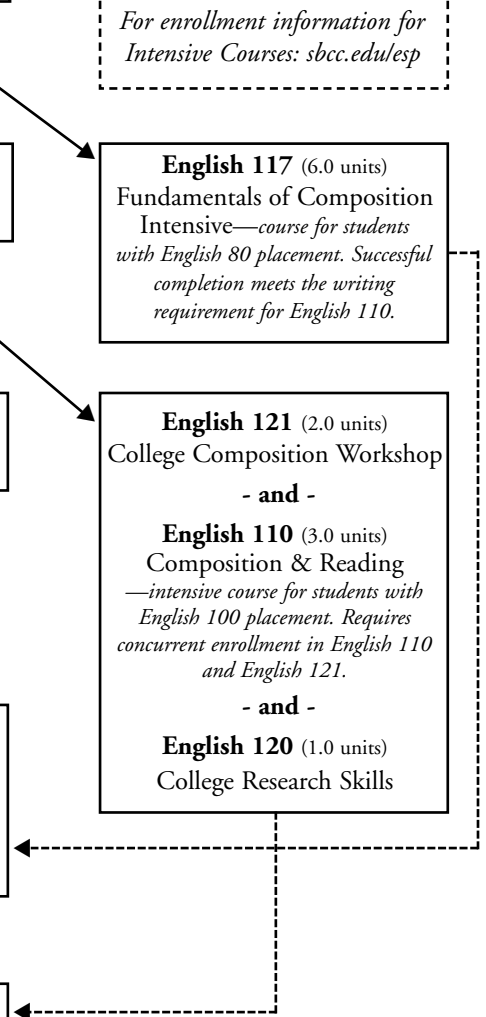 For enrollment information for
Intensive Courses: sbcc.edu/esp
English 117 (6.0 units)
Fundamentals of Composition
Intensive—course for students
with English 80 placement. Successful
completion meets the writing
requirement for English 110.
English 121 (2.0 units)
College Composition Workshop
- and -
English 110 (3.0 units)
Composition & Reading
—intensive course for students with
English 100 placement. Requires
concurrent enrollment in English 110
and English 121.
- and -
English 120 (1.0 units)
College Research Skills